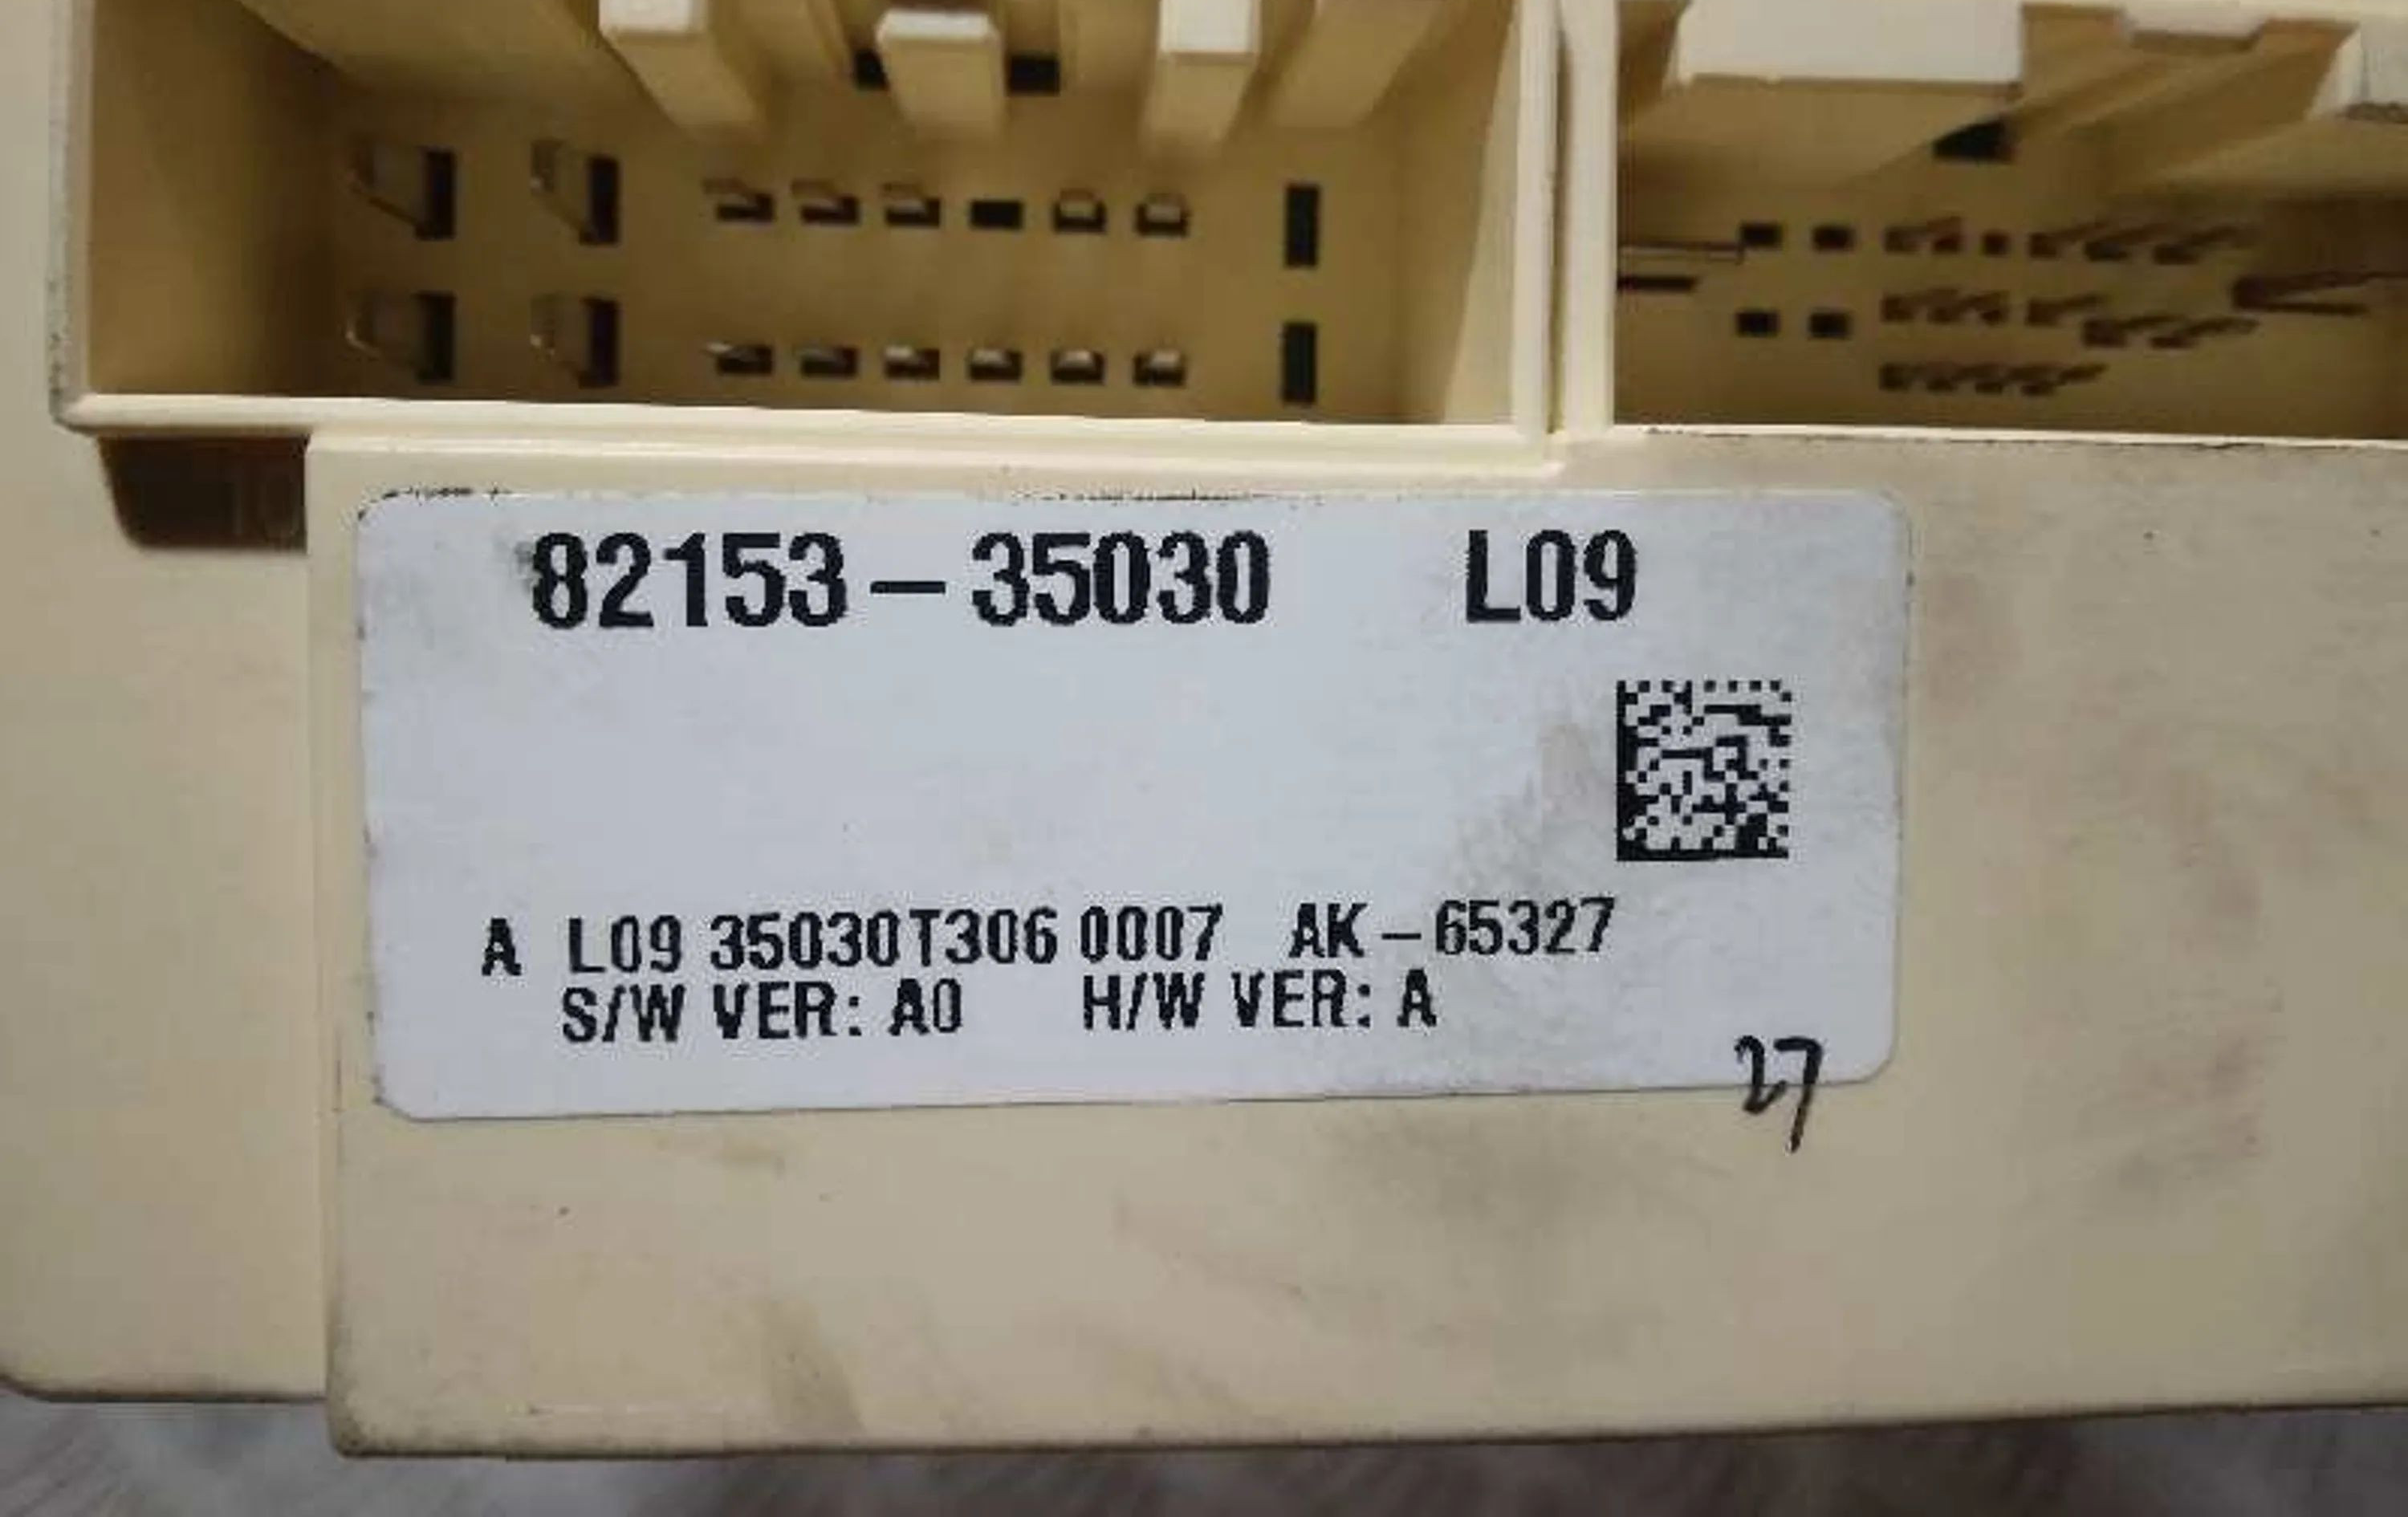 82153-35030 L09
A L09 35030T306 0007 AK-65327
S/W VER: A0 H/W VER: A
27